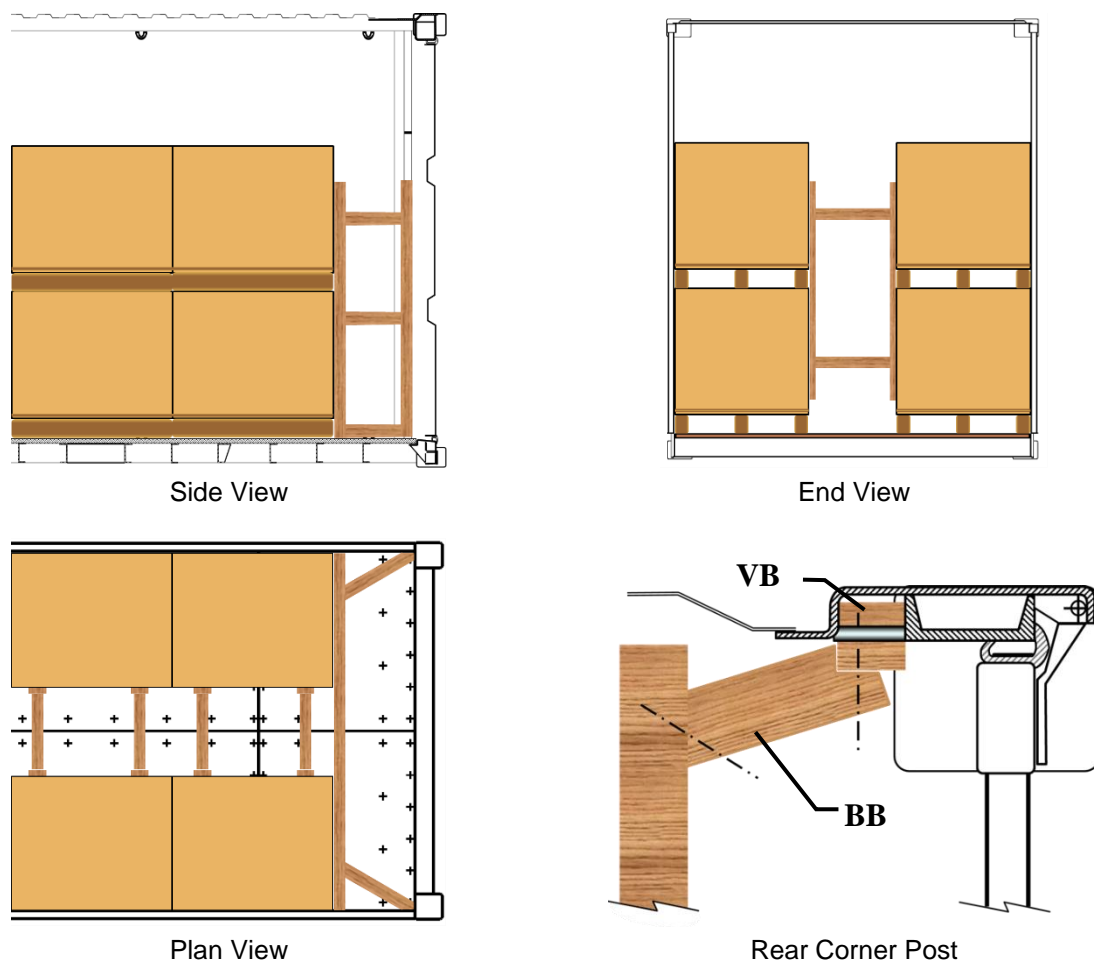 Side View
End View
VB
BB
Plan View
Rear Corner Post